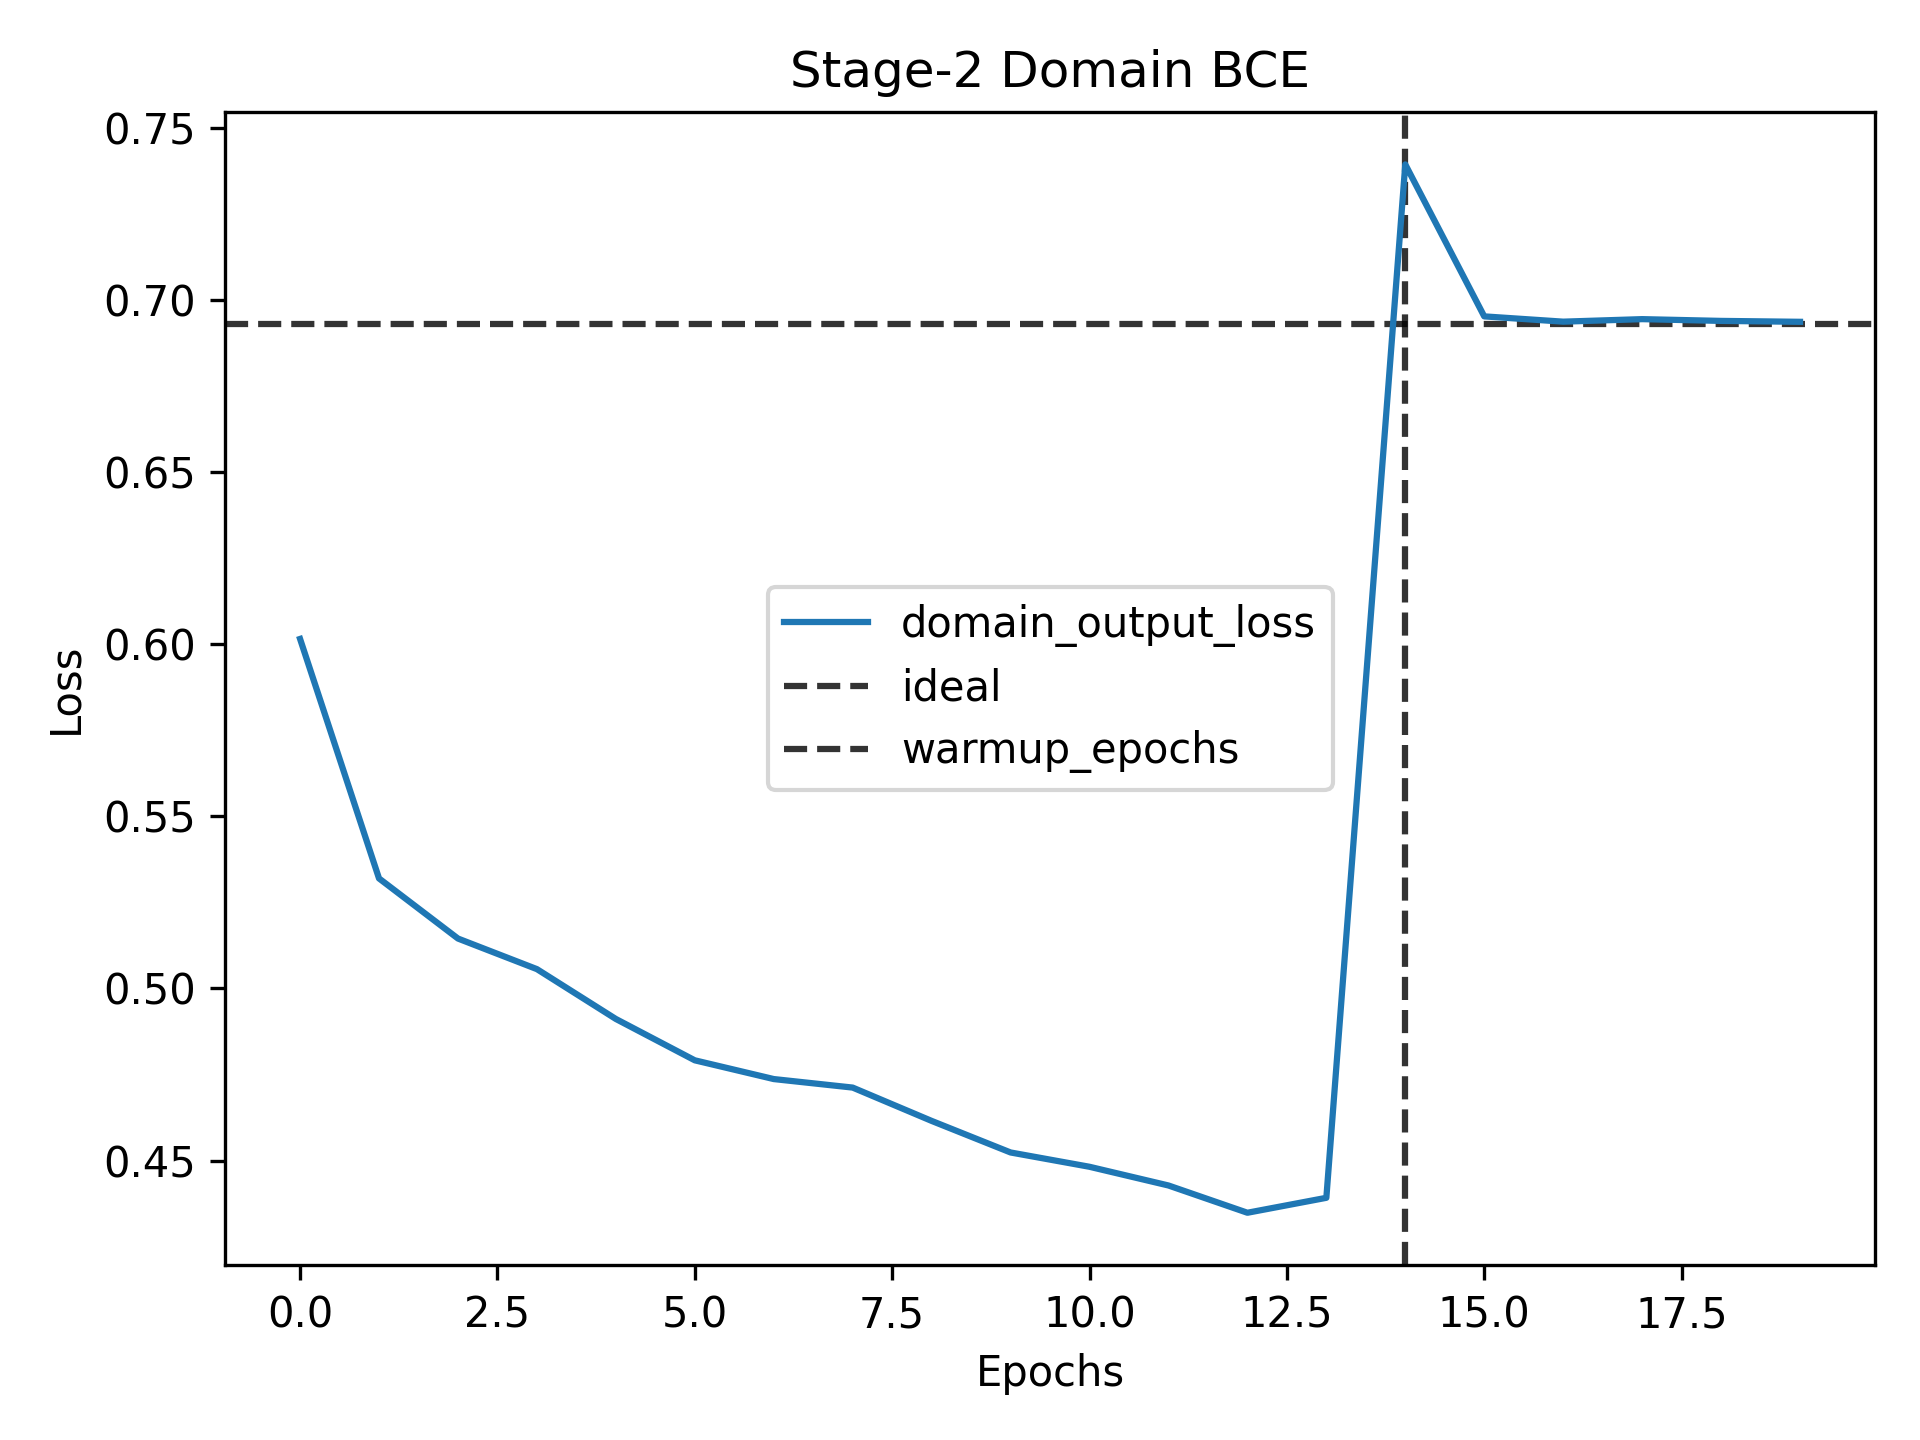 Stage-2 Domain BCE
0.75
0.70
0.65
0.60
0.55
0.50
0.45
Loss
domain_output_loss
ideal
warmup_epochs
0.0 2.5 5.0 7.5 10.0 12.5 15.0 17.5
Epochs